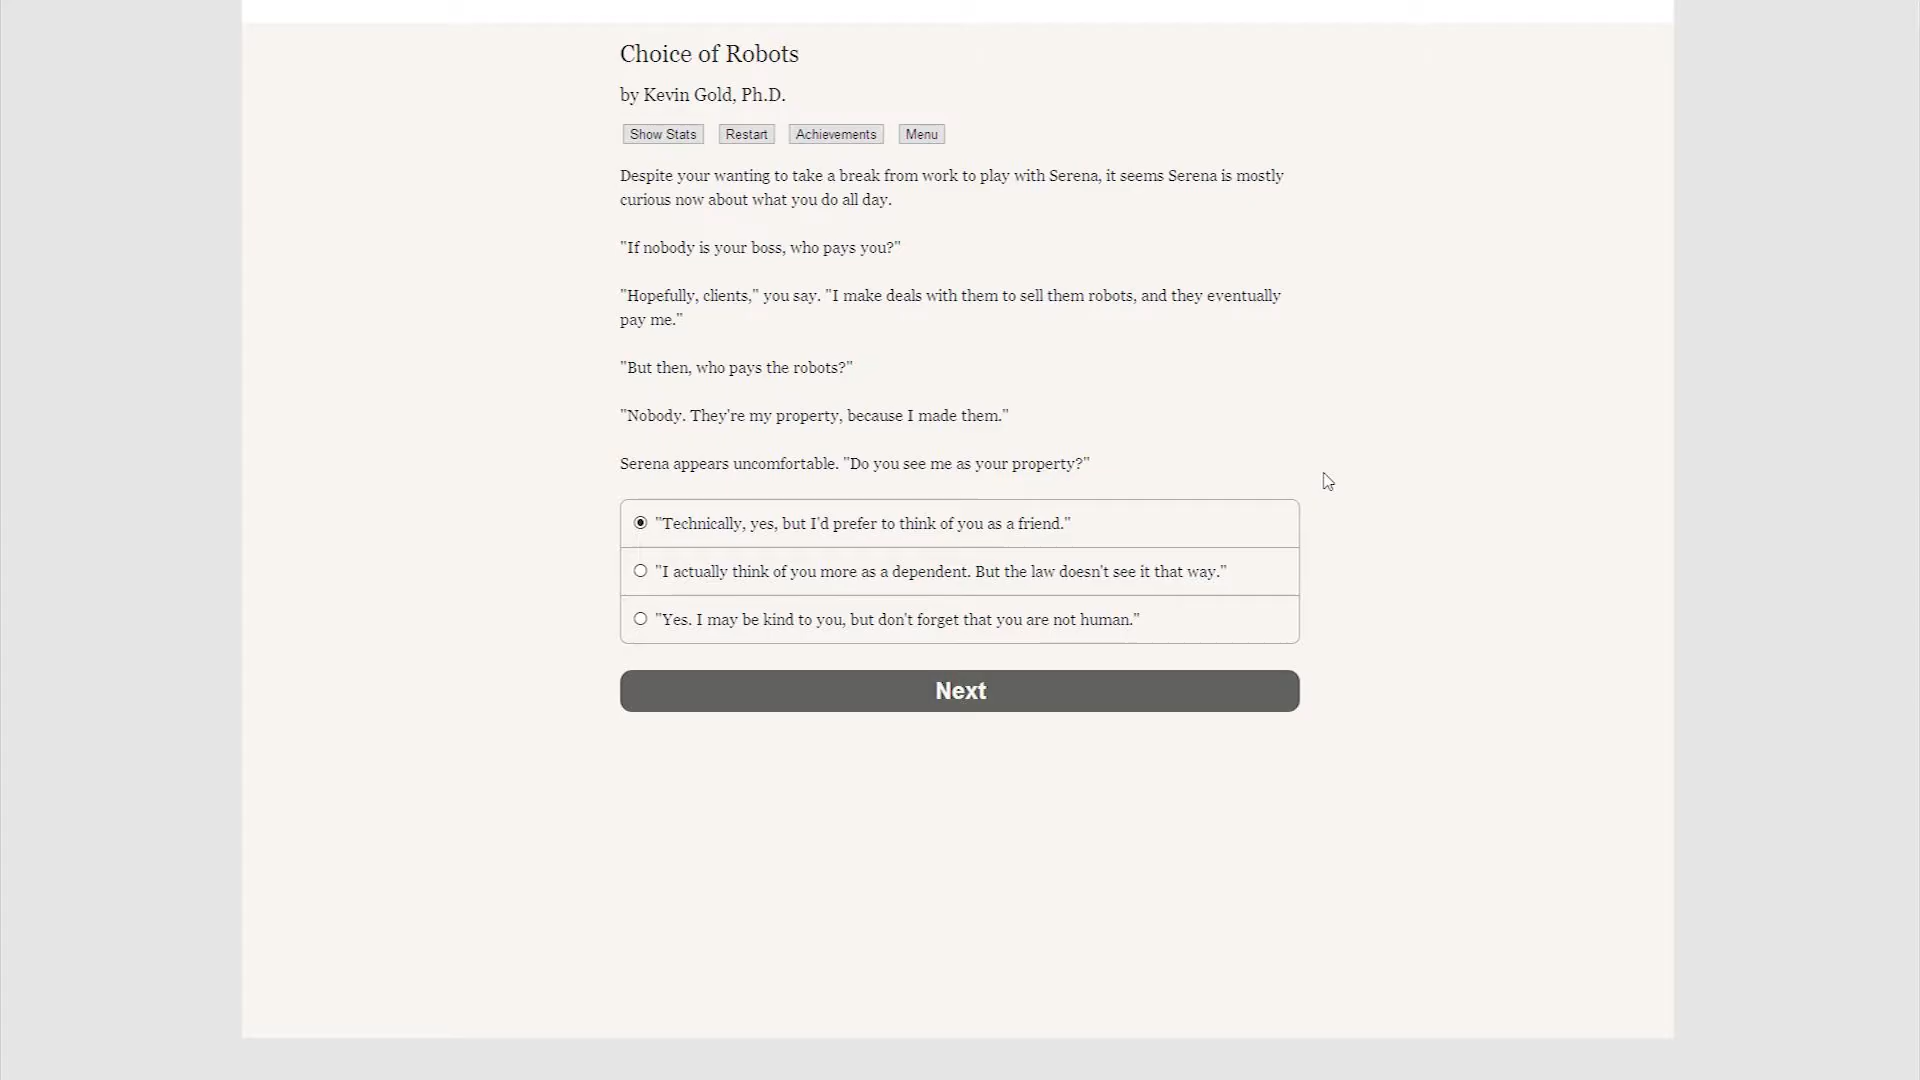 Choice of Robots
by Kevin Gold, Ph.D.
Show Stats Restart Achievements Menu
Despite your wanting to take a break from work to play with Serena, it seems Serena is mostly
curious now about what you do all day.
"If nobody is your boss, who pays you?"
"Hopefully, clients," you say. "I make deals with them to sell them robots, and they eventually
pay me."
"But then, who pays the robots?"
"Nobody. They're my property, because I made them."
Serena appears uncomfortable. "Do you see me as your property?"
"Technically, yes, but I'd prefer to think of you as a friend."
"I actually think of you more as a dependent. But the law doesn't see it that way."
"Yes. I may be kind to you, but don't forget that you are not human."
Next